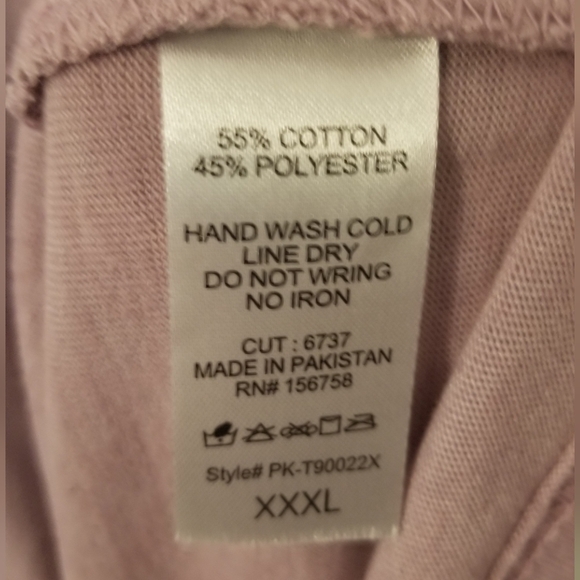 55% COTTON
45% POLYESTER
HAND WASH COLD
LINE DRY
DO NOT WRING
NO IRON
CUT : 6737
MADE IN PAKISTAN
RN# 156758
Style# PK-T90022X
XXXL